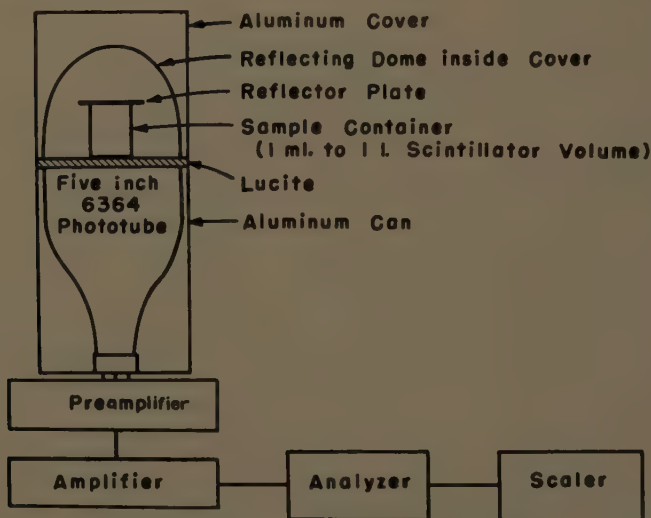 Aluminum Cover
Reflecting Dome inside Cover
Reflector Plate
Sample Container
(1 ml. to 1 l. Scintillator Volume)
Lucite
Five inch
6364
Phototube
Aluminum Can
Preamplifier
Amplifier
Analyzer
Scaler